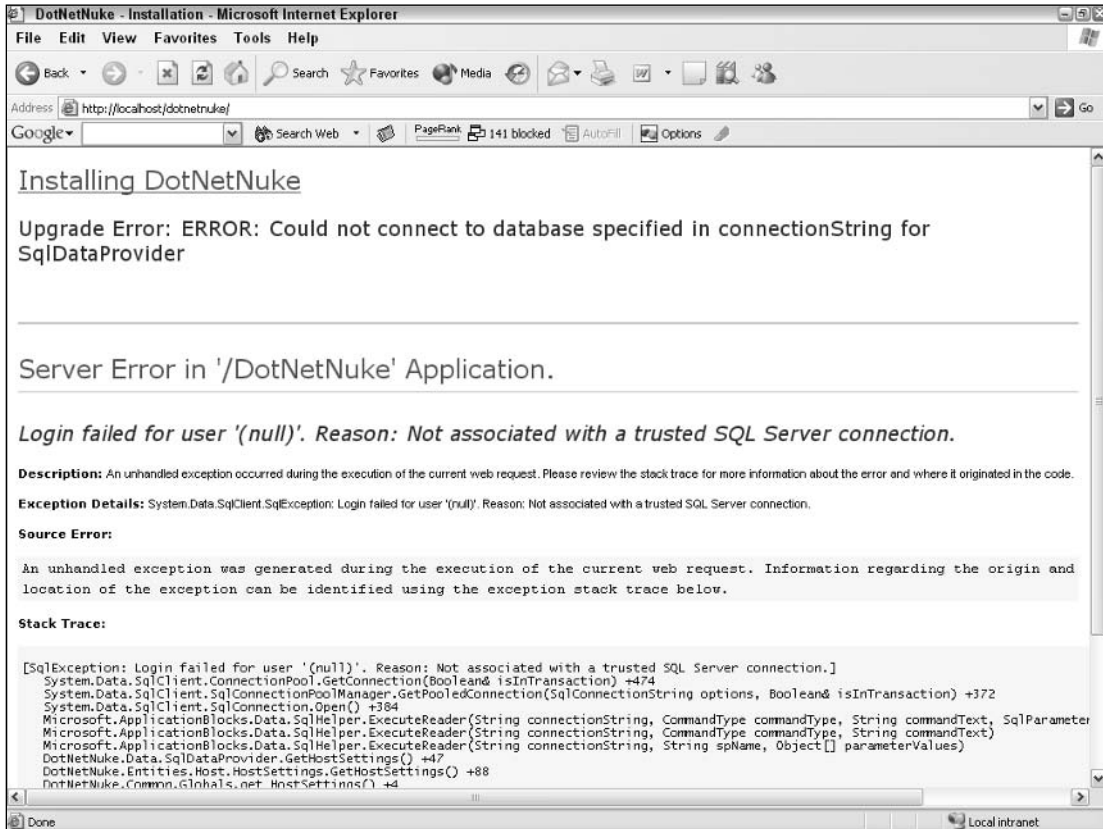 DotNetNuke - Installation - Microsoft Internet Explorer
File Edit View Favorites Tools Help
Back Search Favorites Media
Address http://localhost/dotnetnuke/ Go
Google Search Web PageRank 141 blocked AutoFill Options
Installing DotNetNuke
Upgrade Error: ERROR: Could not connect to database specified in connectionString for
SqlDataProvider
Server Error in '/DotNetNuke' Application.
Login failed for user '(null)'. Reason: Not associated with a trusted SQL Server connection.
Description: An unhandled exception occurred during the execution of the current web request. Please review the stack trace for more information about the error and where it originated in the code.
Exception Details: System.Data.SqlClient.SqlException: Login failed for user '(null)'. Reason: Not associated with a trusted SQL Server connection.
Source Error:
An unhandled exception was generated during the execution of the current web request. Information regarding the origin and
location of the exception can be identified using the exception stack trace below.
Stack Trace:
[SqlException: Login failed for user '(null)'. Reason: Not associated with a trusted SQL Server connection.]
System.Data.SqlClient.ConnectionPool.GetConnection(Boolean& isInTransaction) +474
System.Data.SqlClient.SqlConnectionPoolManager.GetPooledConnection(SqlConnectionString options, Boolean& isInTransaction) +372
System.Data.SqlClient.SqlConnection.Open() +384
Microsoft.ApplicationBlocks.Data.SqlHelper.ExecuteReader(String connectionString, CommandType commandType, String commandText, SqlParameter
Microsoft.ApplicationBlocks.Data.SqlHelper.ExecuteReader(String connectionString, CommandType commandType, String commandText)
Microsoft.ApplicationBlocks.Data.SqlHelper.ExecuteReader(String connectionString, String spName, Object[] parameterValues)
DotNetNuke.Data.SqlDataProvider.GetHostSettings() +47
DotNetNuke.Entities.Host.HostSettings.GetHostSettings() +88
DotNetNuke.Common.Globals.get_HostSettings() +4
Done Local intranet